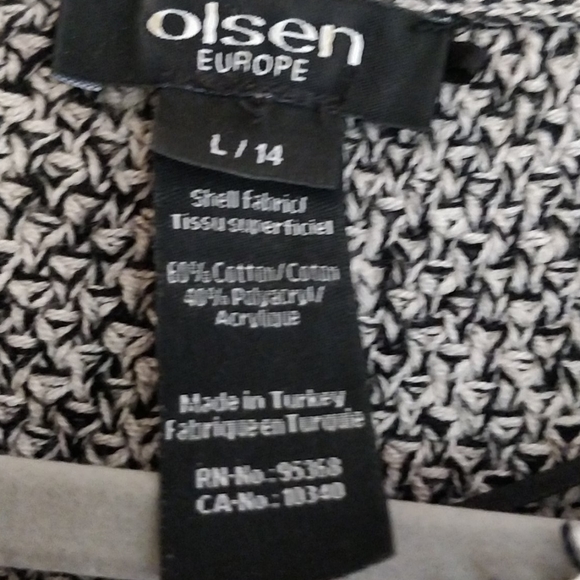 olsen
EUROPE
L / 14
Shell fabric/
Tissu superficiel
60% Cotton/Coton
40% Polyacryl/
Acrylique
Made in Turkey
Fabrique en Turquie
RN-No.: 95368
CA-No.: 10340